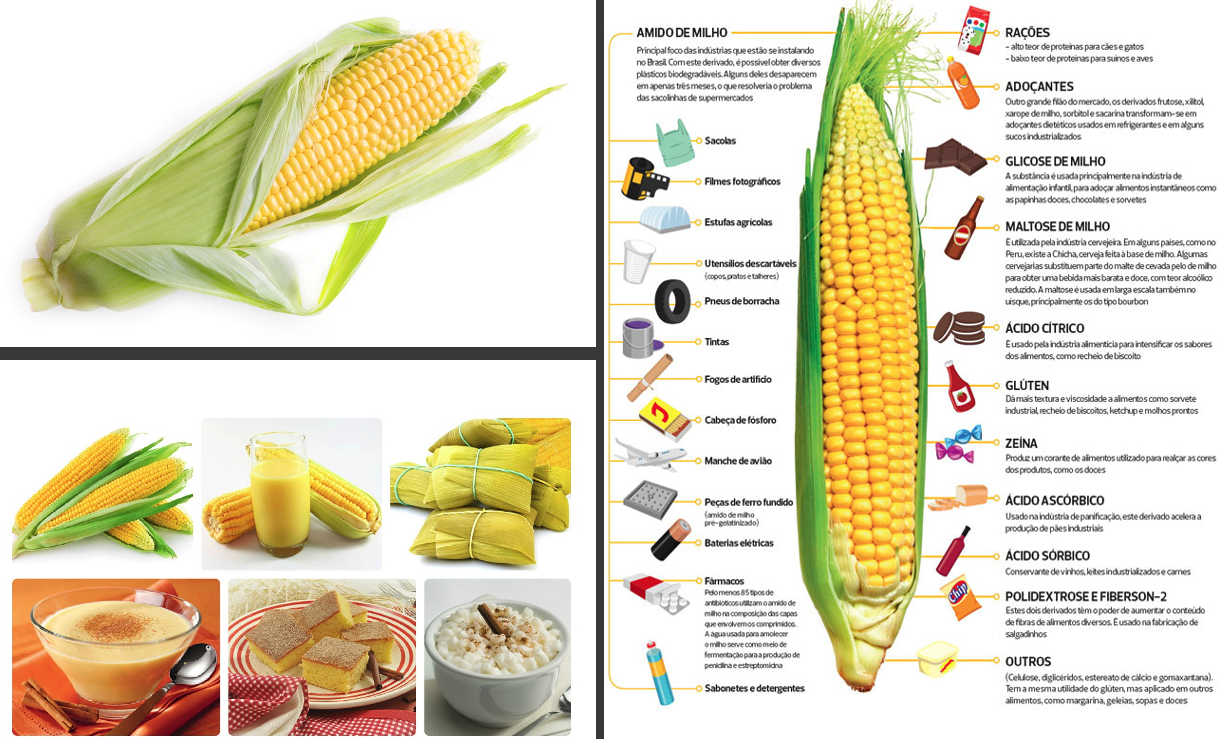 AMIDO DE MILHO
Principal foco das indústrias que estão se instalando
no Brasil. Com este derivado, é possível obter diversos
plásticos biodegradáveis. Alguns deles desaparecem
em apenas três meses, o que resolveria o problema
das sacolinhas de supermercados
Sacolas
Filmes fotográficos
Estufas agrícolas
Utensílios descartáveis
(copos, pratos e talheres)
Pneus de borracha
Tintas
Fogos de artifício
Cabeça de fósforo
Manche de avião
Peças de ferro fundido
(amido de milho
pré-gelatinizado)
Baterias elétricas
Fármacos
Pelo menos 85 tipos de
antibióticos utilizam o amido de
milho na composição das capas
que envolvem os comprimidos.
A água usada para amolecer
o milho serve como meio de
fermentação para a produção de
penicilina e estreptomicina
Sabonetes e detergentes
RAÇÕES
- alto teor de proteínas para cães e gatos
- baixo teor de proteínas para suínos e aves
ADOÇANTES
Outro grande filão do mercado, os derivados frutose, xilitol,
xarope de milho, sorbitol e sacarina transformam-se em
adoçantes dietéticos usados em refrigerantes e em alguns
sucos industrializados
GLICOSE DE MILHO
A substância é usada principalmente na indústria de
alimentação infantil, para adoçar alimentos instantâneos como
as papinhas doces, chocolates e sorvetes
MALTOSE DE MILHO
É utilizada pela indústria cervejeira. Em alguns países, como no
Peru, existe a Chicha, cerveja feita à base de milho. Algumas
cervejarias substituem parte do malte de cevada pelo de milho
para obter uma bebida mais barata e doce, com teor alcoólico
reduzido. A maltose é usada em larga escala também no
uísque, principalmente os do tipo bourbon
ÁCIDO CÍTRICO
É usado pela indústria alimentícia para intensificar os sabores
dos alimentos, como recheio de biscoito
GLÚTEN
Dá mais textura e viscosidade a alimentos como sorvete
industrial, recheio de biscoitos, ketchup e molhos prontos
ZEÍNA
Produz um corante de alimentos utilizado para realçar as cores
dos produtos, como os doces
ÁCIDO ASCÓRBICO
Usado na indústria de panificação, este derivado acelera a
produção de pães industriais
ÁCIDO SÓRBICO
Conservante de vinhos, leites industrializados e carnes
Chip
POLIDEXTROSE E FIBERSON-2
Estes dois derivados têm o poder de aumentar o conteúdo
de fibras de alimentos diversos. É usado na fabricação de
salgadinhos
OUTROS
(Celulose, diglicérides, estereato de cálcio e gomaxantana).
Tem a mesma utilidade do glúten, mas aplicado em outros
alimentos, como margarina, geleias, sopas e doces